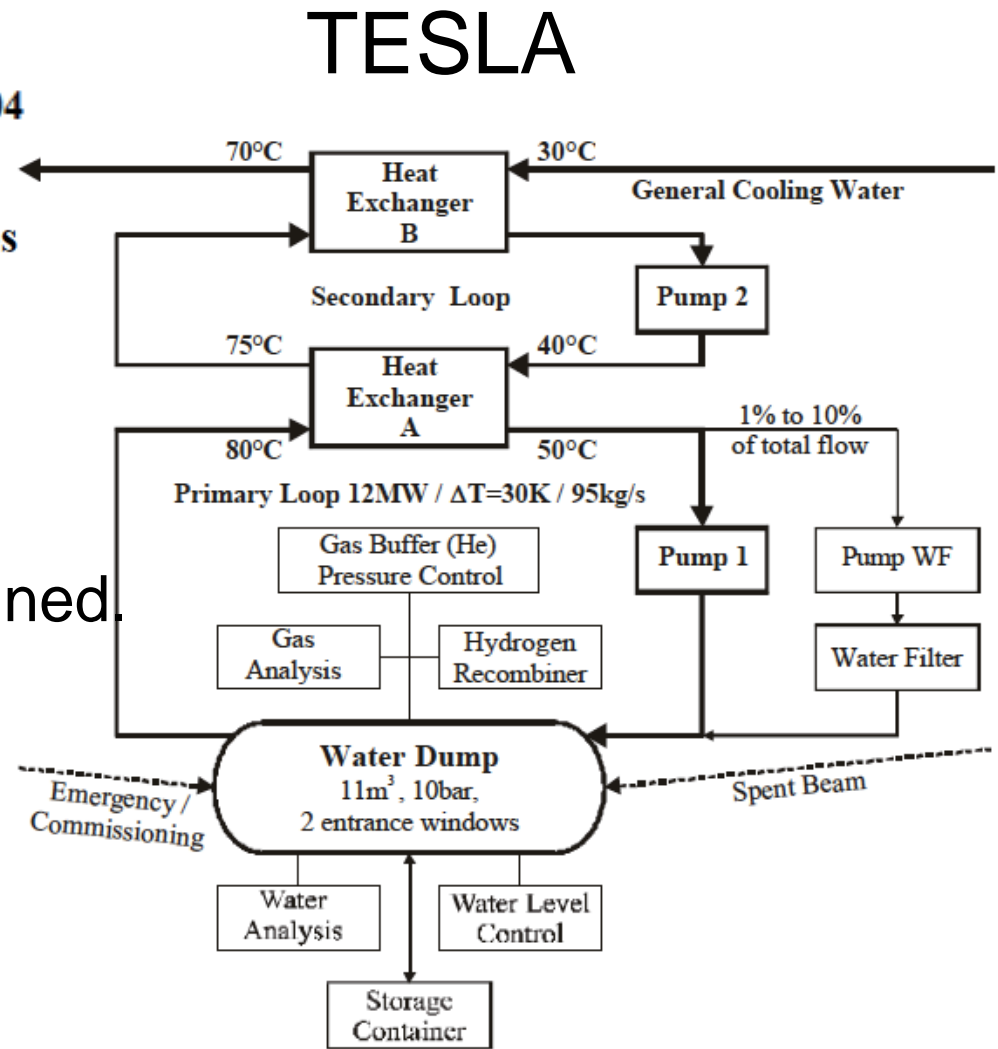 TESLA
04
70°C
30°C
Heat
Exchanger
B
General Cooling Water
s
Secondary Loop
Pump 2
75°C
40°C
Heat
Exchanger
A
1% to 10%
of total flow
80°C
50°C
Primary Loop 12MW / ΔT=30K / 95kg/s
Gas Buffer (He)
Pressure Control
Pump 1
Pump WF
ned.
Gas
Analysis
Hydrogen
Recombiner
Water Filter
Water Dump
11m³, 10bar,
2 entrance windows
Emergency /
Commissioning
Spent Beam
Water
Analysis
Water Level
Control
Storage
Container